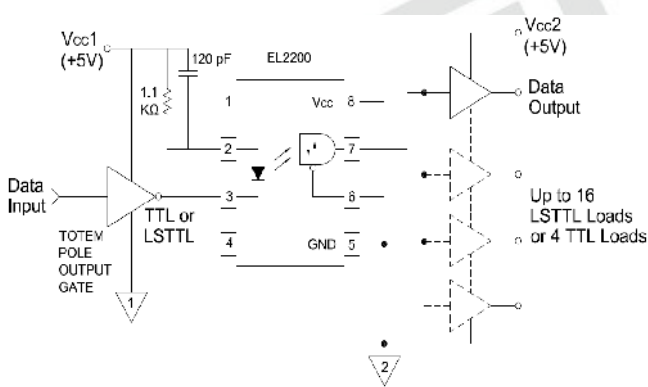 Vcc1
(+5V)
120 pF
1.1
KΩ
EL2200
1
Vcc 8
2
7
3
6
4
GND 5
Data
Input
TTL or
LSTTL
TOTEM
POLE
OUTPUT
GATE
1
Vcc2
(+5V)
Data
Output
Up to 16
LSTTL Loads
or 4 TTL Loads
2